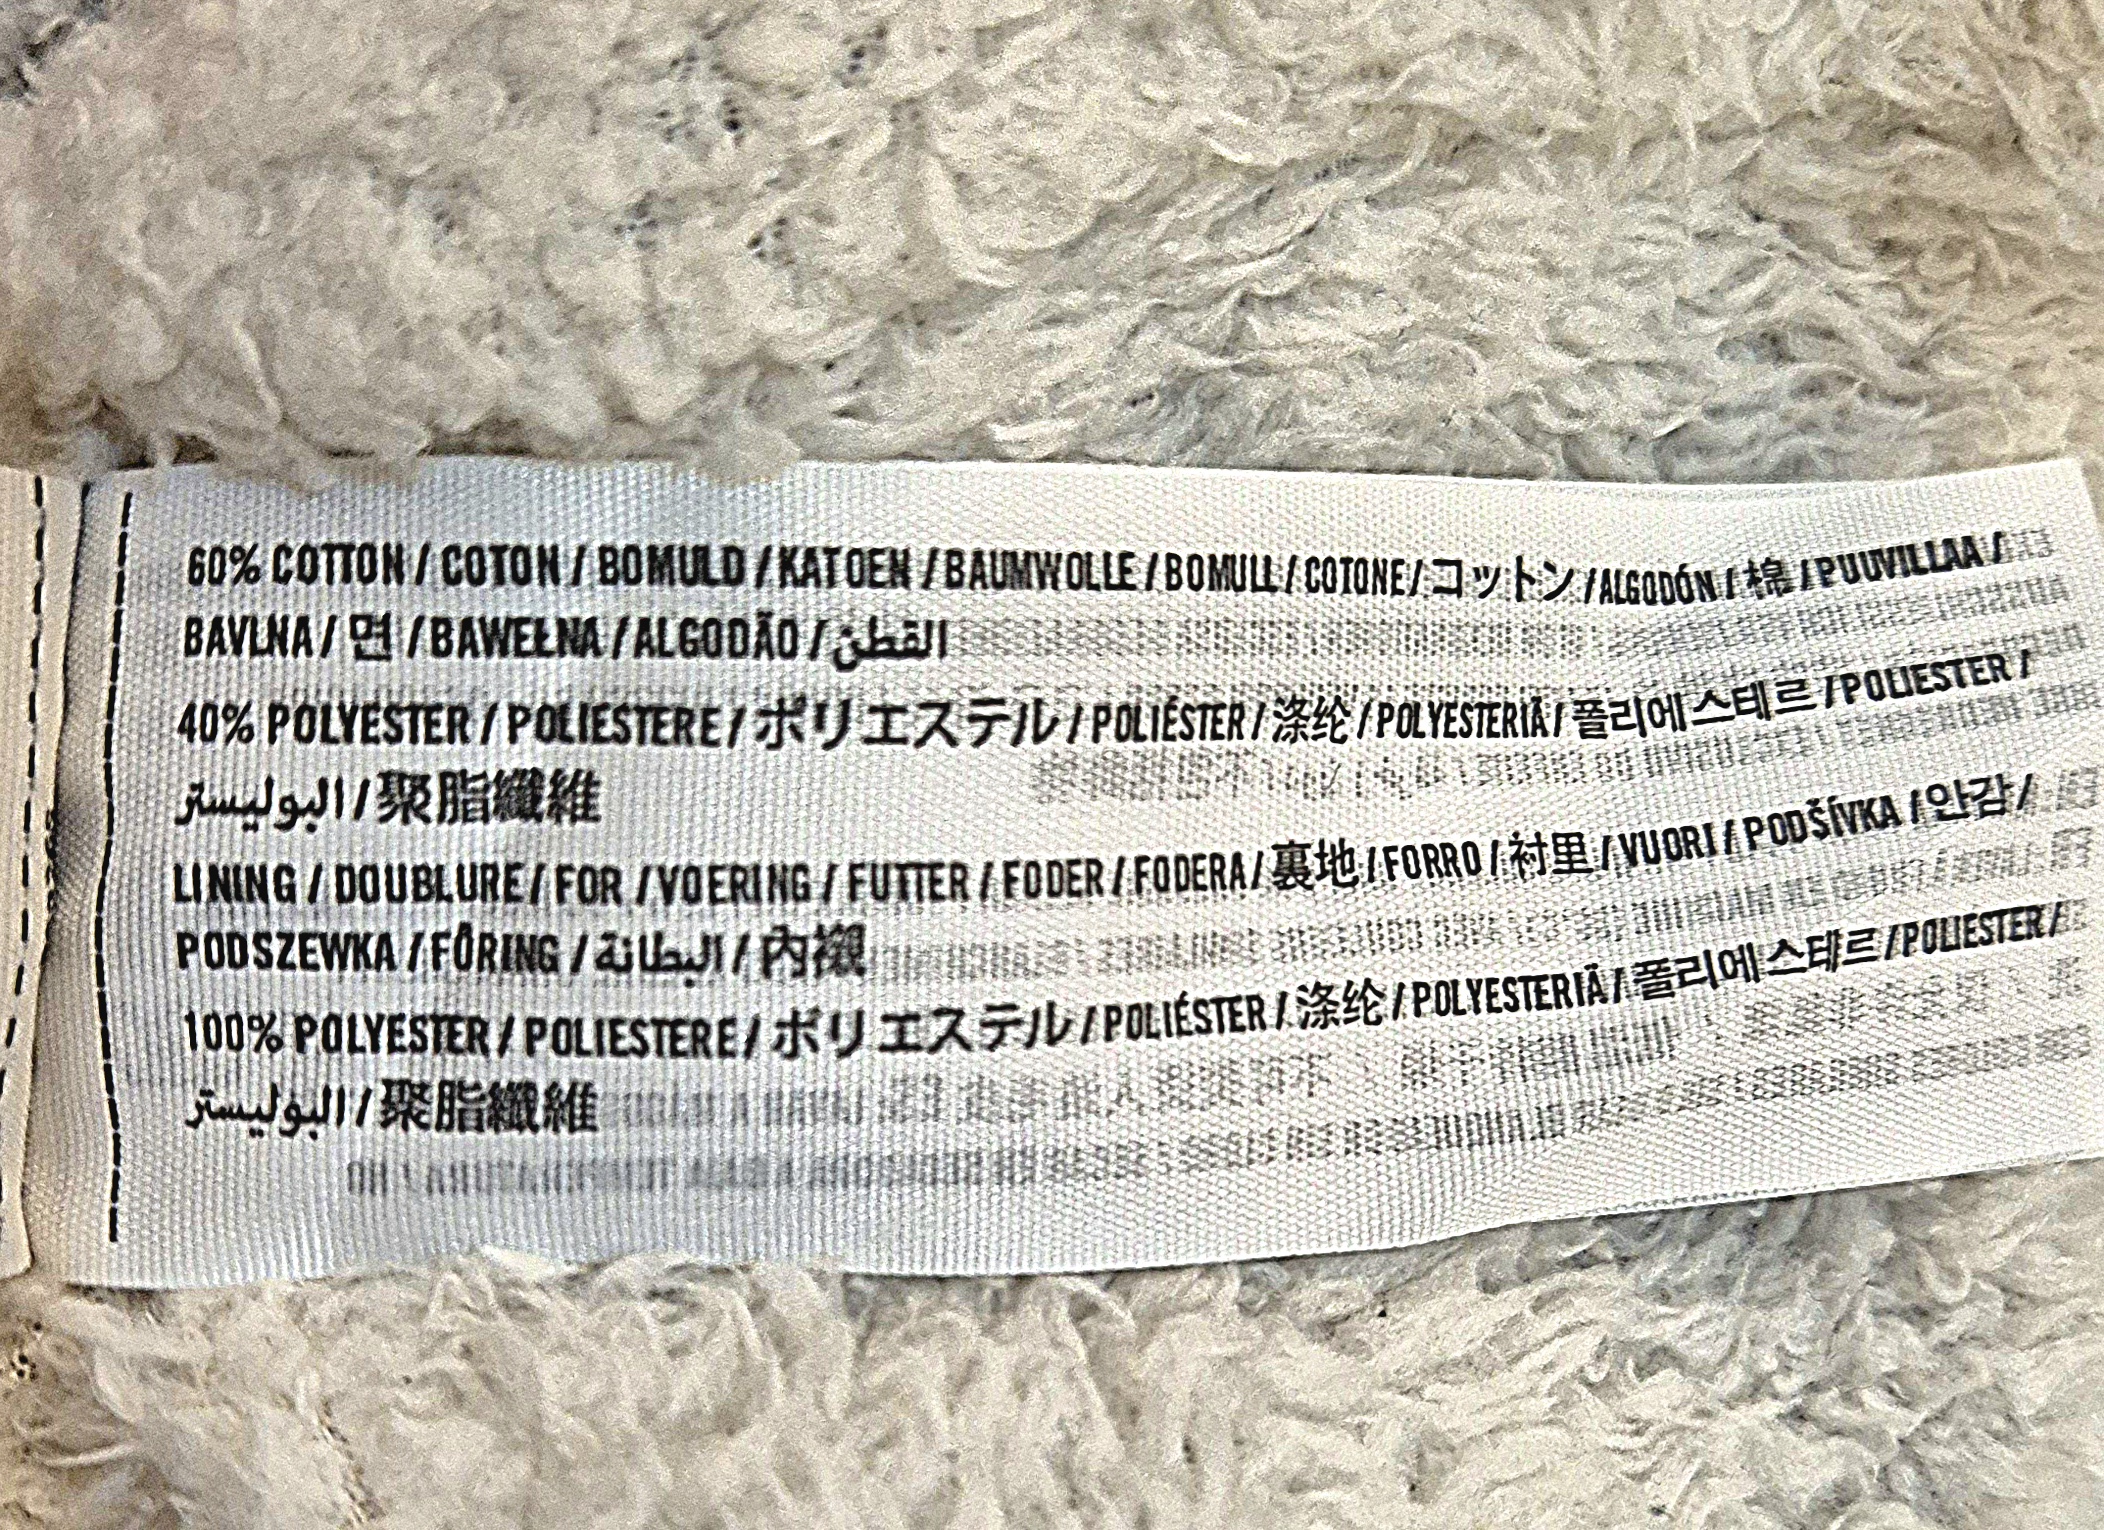 60% COTTON / COTON / BOMULD / KATOEN / BAUMWOLLE / BOMULL / COTONE / コットン / ALGODÓN / 棉 / PUUVILLAA /
BAVLNA / 면 / BAWEŁNA / ALGODÃO / القطن
40% POLYESTER / POLIESTERE / ポリエステル / POLIÉSTER / 涤纶 / POLYESTERIÄ / 폴리에스테르 / POLIESTER /
البوليستر / 聚脂纖維
LINING / DOUBLURE / FOR / VOERING / FUTTER / FODER / FODERA / 裏地 / FORRO / 衬里 / VUORI / PODŠÍVKA / 안감 /
PODSZEWKA / FÔRING / البطانة / 內襯
100% POLYESTER / POLIESTERE / ポリエステル / POLIÉSTER / 涤纶 / POLYESTERIÄ / 폴리에스테르 / POLIESTER /
البوليستر / 聚脂纖維